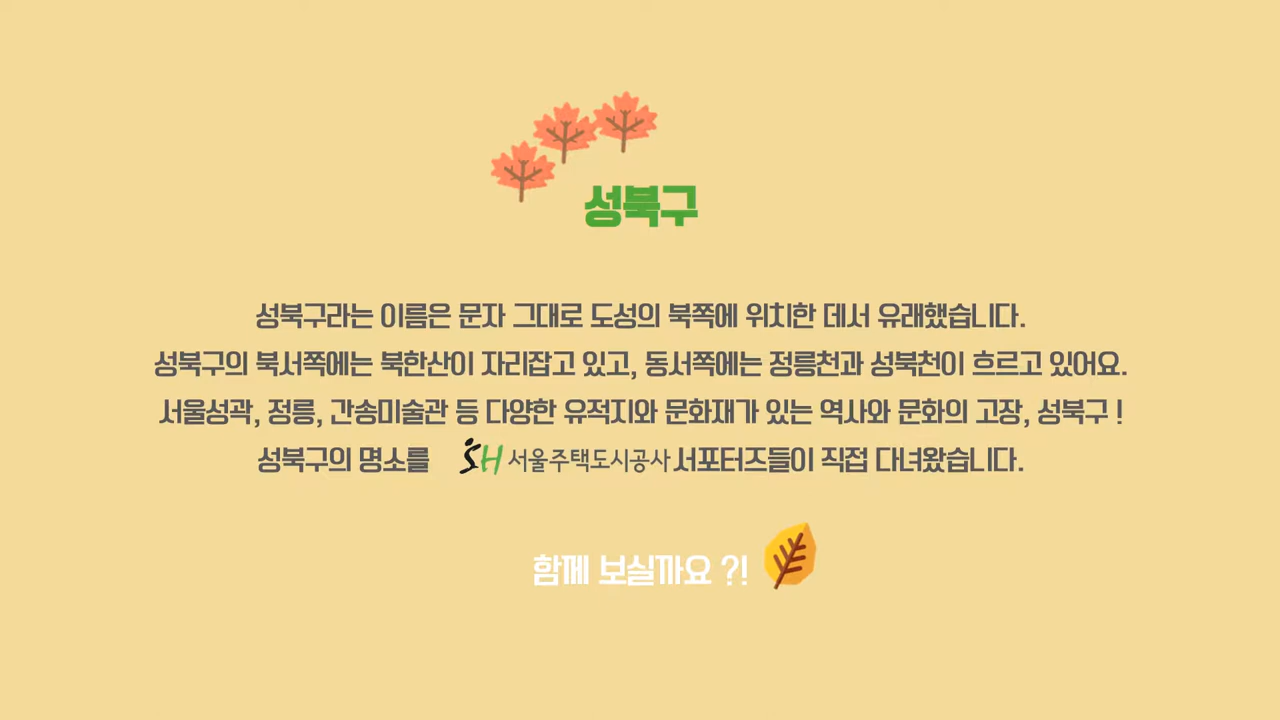 성북구
성북구라는 이름은 문자 그대로 도성의 북쪽에 위치한 데서 유래했습니다.
성북구의 북서쪽에는 북한산이 자리잡고 있고, 동서쪽에는 정릉천과 성북천이 흐르고 있어요.
서울성곽, 정릉, 간송미술관 등 다양한 유적지와 문화재가 있는 역사와 문화의 고장, 성북구 !
성북구의 명소를 SH 서울주택도시공사 서포터즈들이 직접 다녀왔습니다.
함께 보실까요 ?!